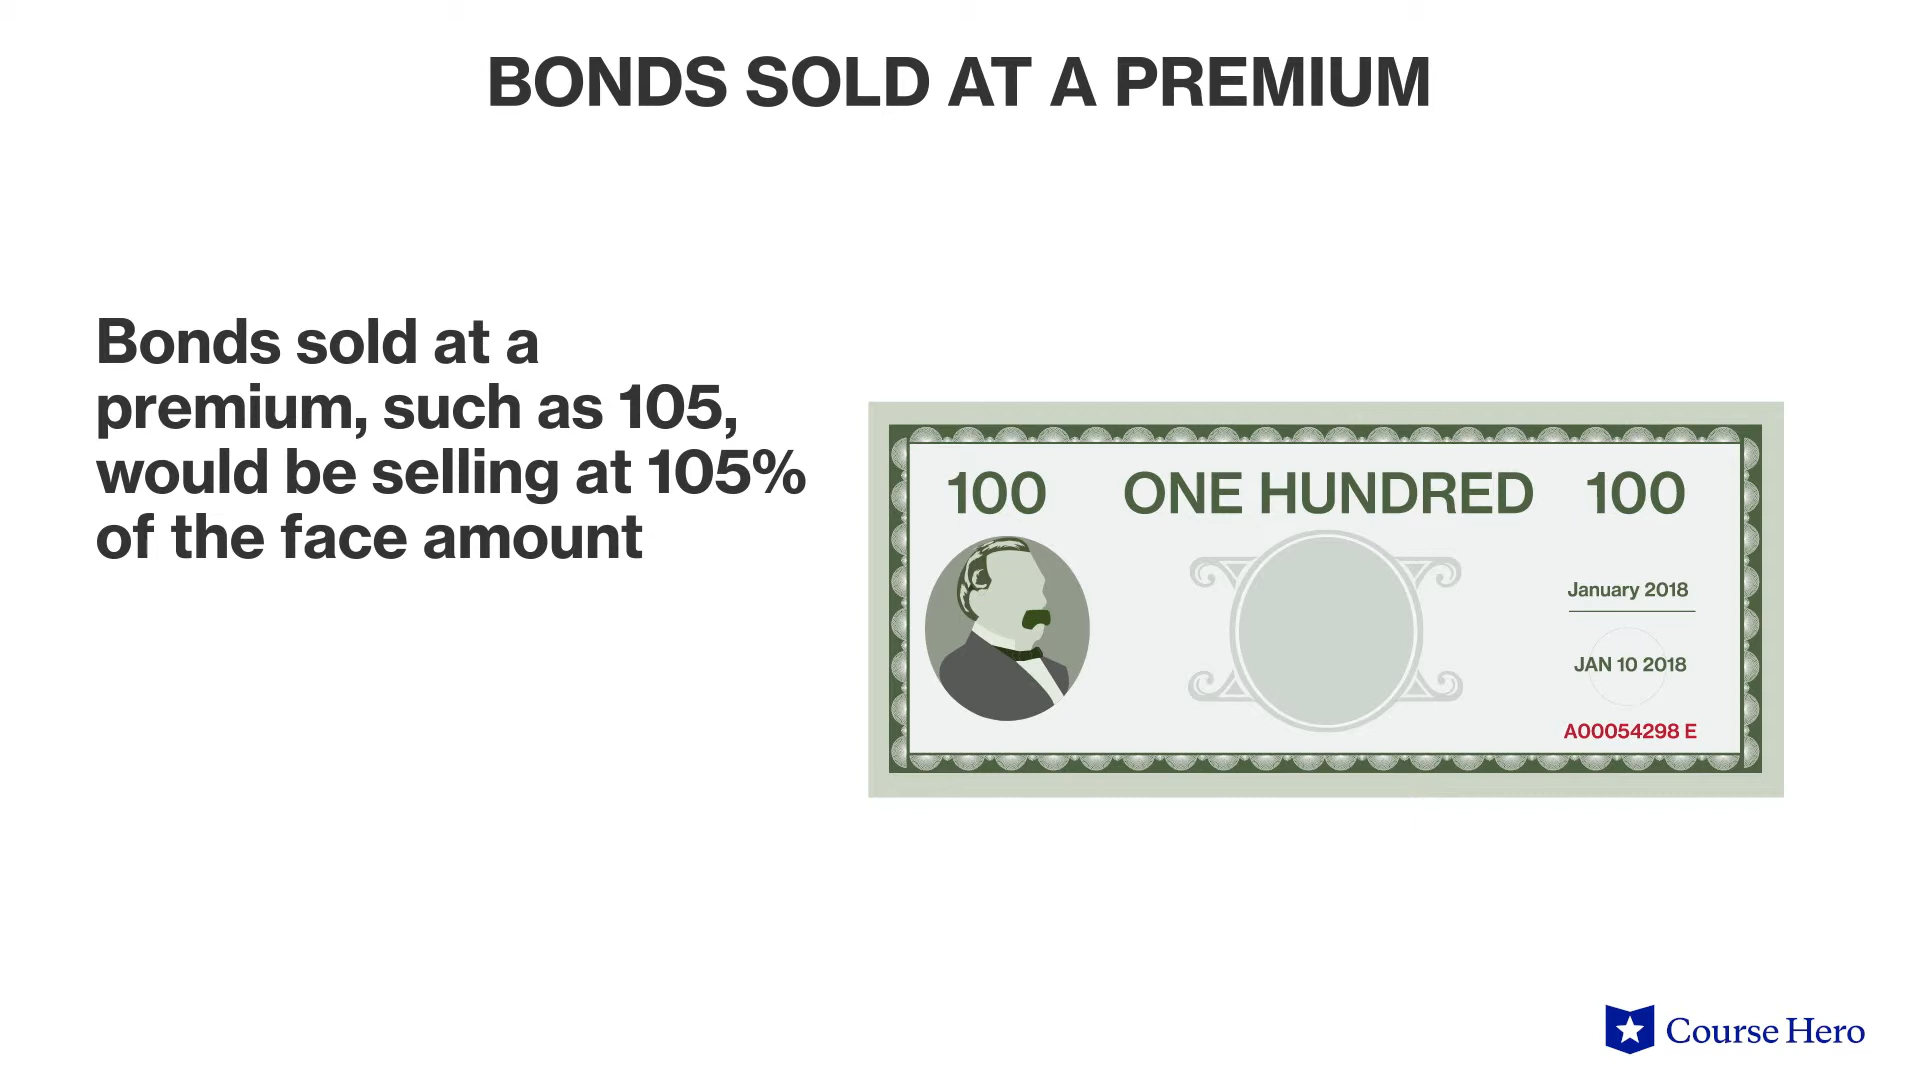 BONDS SOLD AT A PREMIUM
Bonds sold at a
premium, such as 105,
would be selling at 105%
of the face amount
100 ONE HUNDRED 100
January 2018
JAN 10 2018
A00054298 E
Course Hero